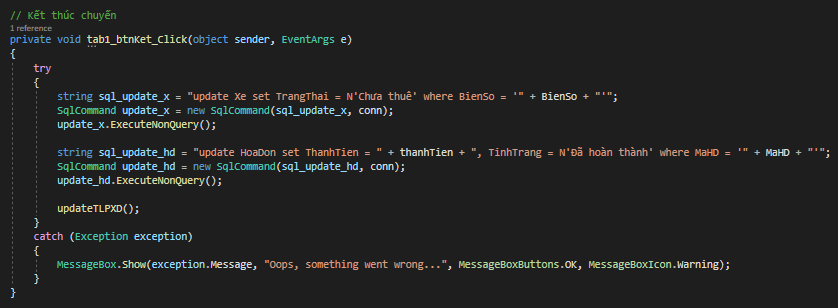 // Kết thúc chuyến
1 reference
private void tab1_btnKet_Click(object sender, EventArgs e)
{
try
{
string sql_update_x = "update Xe set TrangThai = N'Chưa thuê' where BienSo = '" + BienSo + "'";
SqlCommand update_x = new SqlCommand(sql_update_x, conn);
update_x.ExecuteNonQuery();
string sql_update_hd = "update HoaDon set ThanhTien = " + thanhTien + ", TinhTrang = N'Đã hoàn thành' where MaHD = '" + MaHD + "'";
SqlCommand update_hd = new SqlCommand(sql_update_hd, conn);
update_hd.ExecuteNonQuery();
updateTLPXD();
}
catch (Exception exception)
{
MessageBox.Show(exception.Message, "Oops, something went wrong...", MessageBoxButtons.OK, MessageBoxIcon.Warning);
}
}